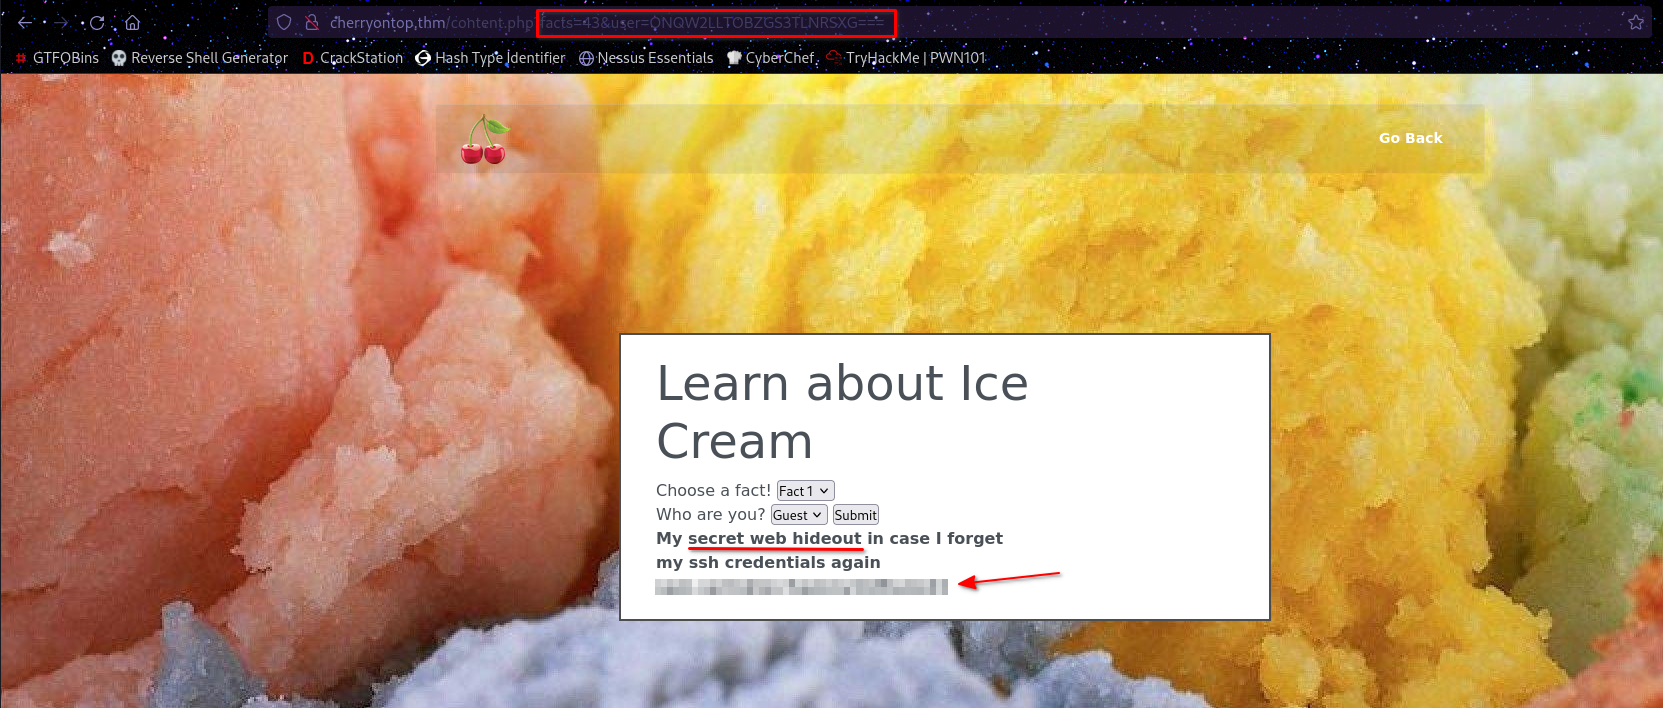 cherryontop.thm/content.php?facts=43&user=ONQW2LLTOBZGS3TLNRSXG===
GTFOBins Reverse Shell Generator CrackStation Hash Type Identifier Nessus Essentials CyberChef TryHackMe | PWN101
Go Back
Learn about Ice
Cream
Choose a fact! Fact 1
Who are you? Guest Submit
My secret web hideout in case I forget
my ssh credentials again